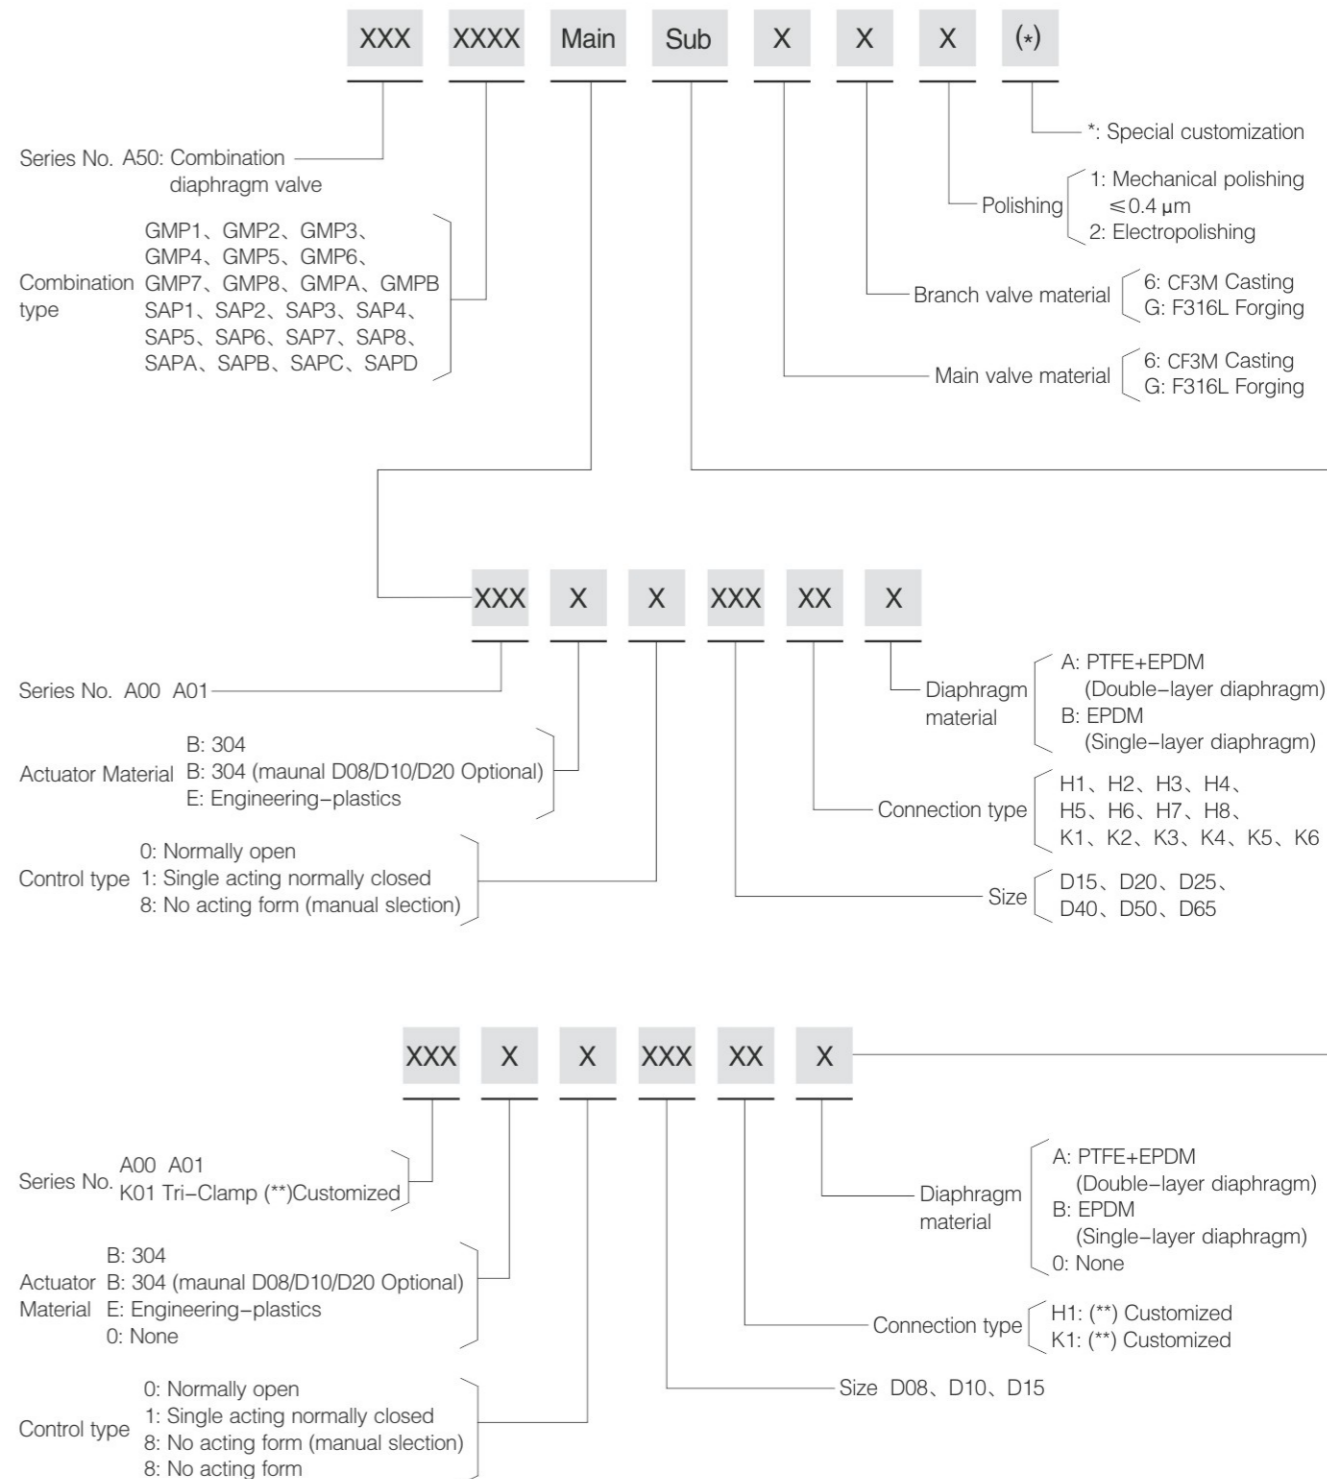 XXX XXXX Main Sub X X X (*)
*: Special customization
Series No. A50: Combination
diaphragm valve
Polishing
1: Mechanical polishing
≤0.4 μm
2: Electropolishing
Combination
type
GMP1、GMP2、GMP3、
GMP4、GMP5、GMP6、
GMP7、GMP8、GMPA、GMPB
SAP1、SAP2、SAP3、SAP4、
SAP5、SAP6、SAP7、SAP8、
SAPA、SAPB、SAPC、SAPD
Branch valve material
6: CF3M Casting
G: F316L Forging
Main valve material
6: CF3M Casting
G: F316L Forging
XXX X X XXX XX X
Series No. A00 A01
Diaphragm
material
A: PTFE+EPDM
(Double-layer diaphragm)
B: EPDM
(Single-layer diaphragm)
Actuator Material
B: 304
B: 304 (maunal D08/D10/D20 Optional)
E: Engineering-plastics
Connection type
H1、H2、H3、H4、
H5、H6、H7、H8、
K1、K2、K3、K4、K5、K6
Control type
0: Normally open
1: Single acting normally closed
8: No acting form (manual slection)
Size
D15、D20、D25、
D40、D50、D65
XXX X X XXX XX X
Series No.
A00 A01
K01 Tri-Clamp (**)Customized
Diaphragm
material
A: PTFE+EPDM
(Double-layer diaphragm)
B: EPDM
(Single-layer diaphragm)
0: None
Actuator
Material
B: 304
B: 304 (maunal D08/D10/D20 Optional)
E: Engineering-plastics
0: None
Connection type
H1: (**) Customized
K1: (**) Customized
Size D08、D10、D15
Control type
0: Normally open
1: Single acting normally closed
8: No acting form (manual slection)
8: No acting form